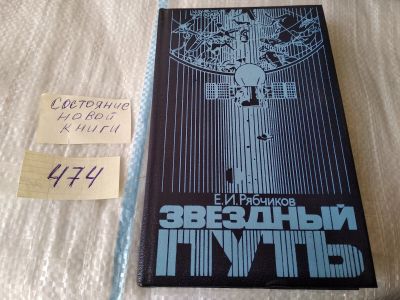 Состояние
новой
книги
474
Е.И.Рябчиков
ЗВЕЗДНЫЙ
ПУТЬ